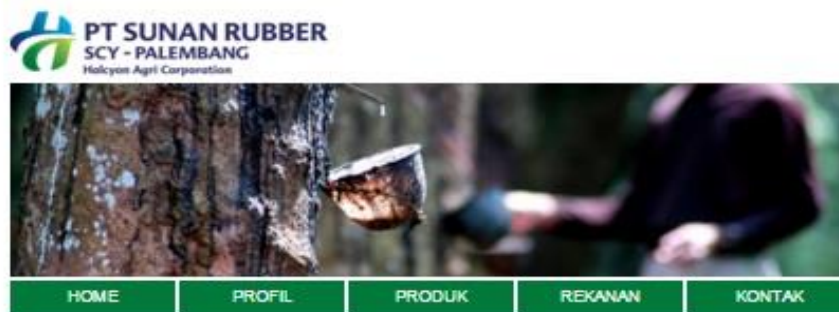 PT SUNAN RUBBER
SCY - PALEMBANG
Halcyon Agri Corporation
HOME PROFIL PRODUK REKANAN KONTAK